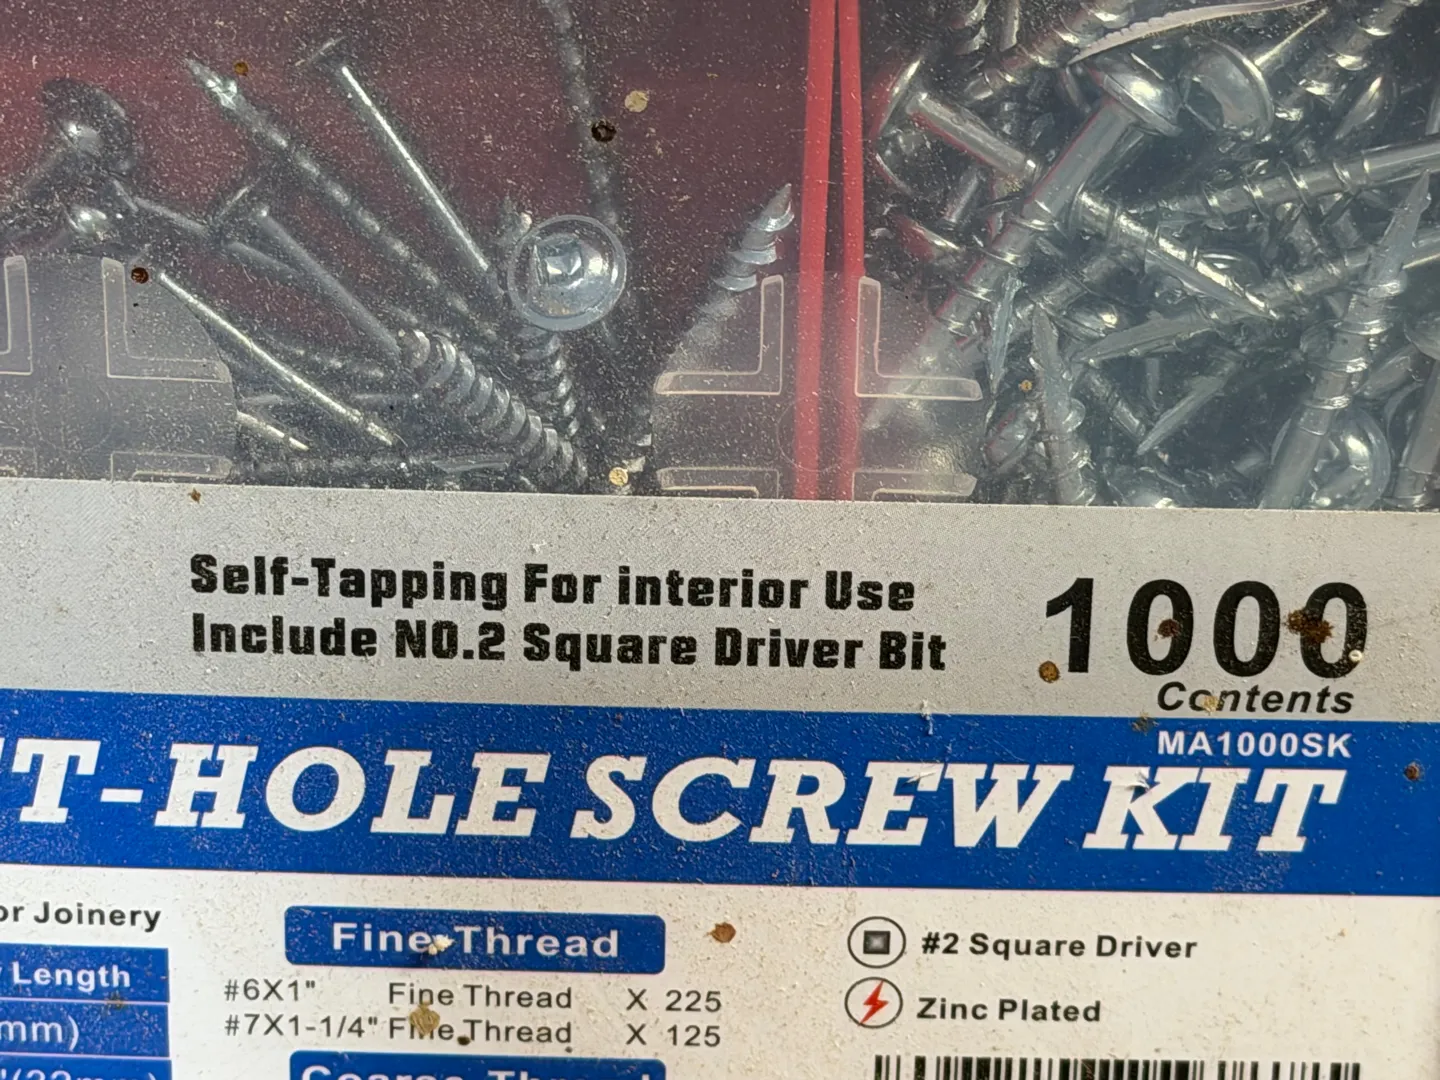 Self-Tapping For interior Use
Include NO.2 Square Driver Bit
1000
Contents
MA1000SK
T-HOLE SCREW KIT
or Joinery
Length
mm)
Fine-Thread
#6X1" Fine Thread X 225
#7X1-1/4" Fine Thread X 125
#2 Square Driver
Zinc Plated